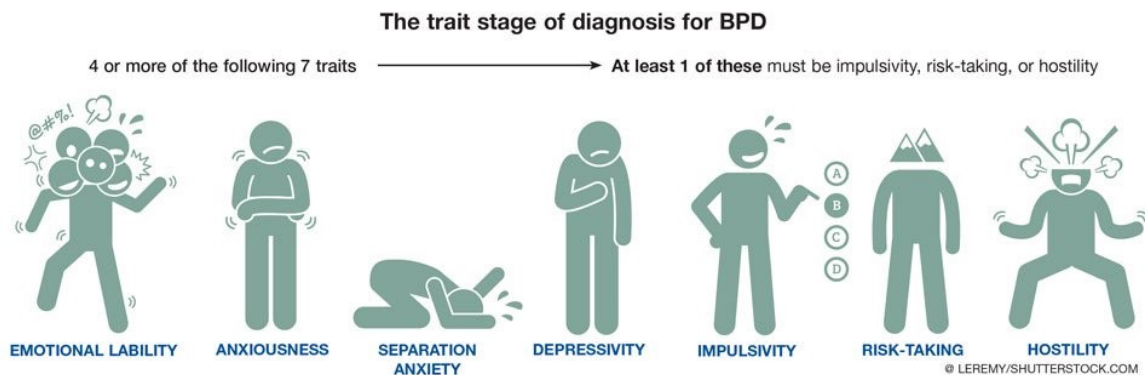 The trait stage of diagnosis for BPD
4 or more of the following 7 traits
At least 1 of these must be impulsivity, risk-taking, or hostility
@#%!
A
B
C
D
EMOTIONAL LABILITY
ANXIOUSNESS
SEPARATION
ANXIETY
DEPRESSIVITY
IMPULSIVITY
RISK-TAKING
HOSTILITY
@ LEREMY/SHUTTERSTOCK.COM